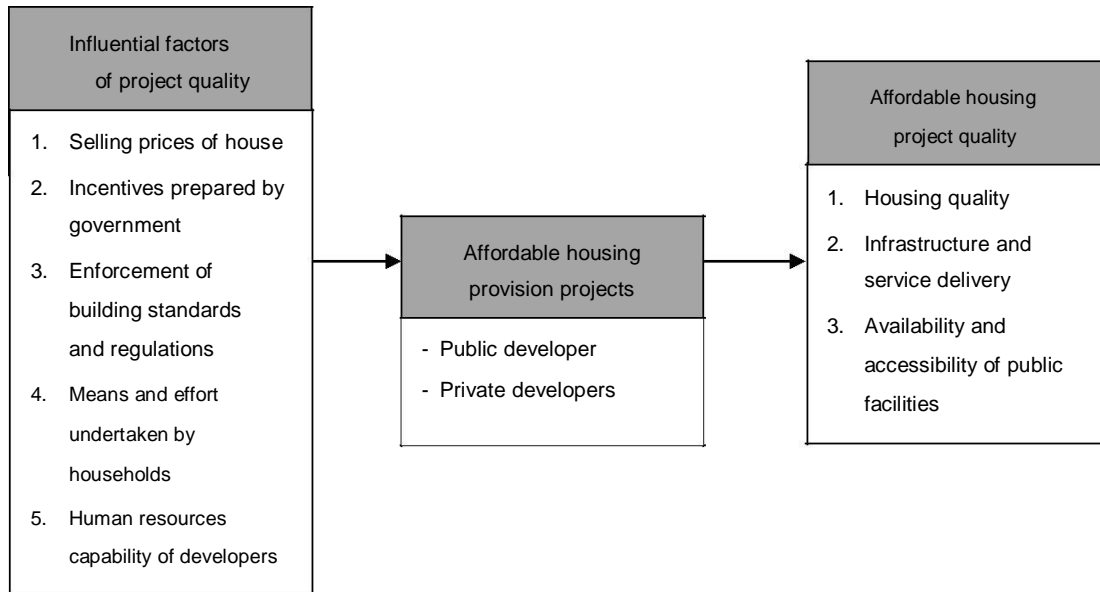 Influential factors
of project quality
1. Selling prices of house
2. Incentives prepared by
government
3. Enforcement of
building standards
and regulations
4. Means and effort
undertaken by
households
5. Human resources
capability of developers
Affordable housing
provision projects
- Public developer
- Private developers
Affordable housing
project quality
1. Housing quality
2. Infrastructure and
service delivery
3. Availability and
accessibility of public
facilities